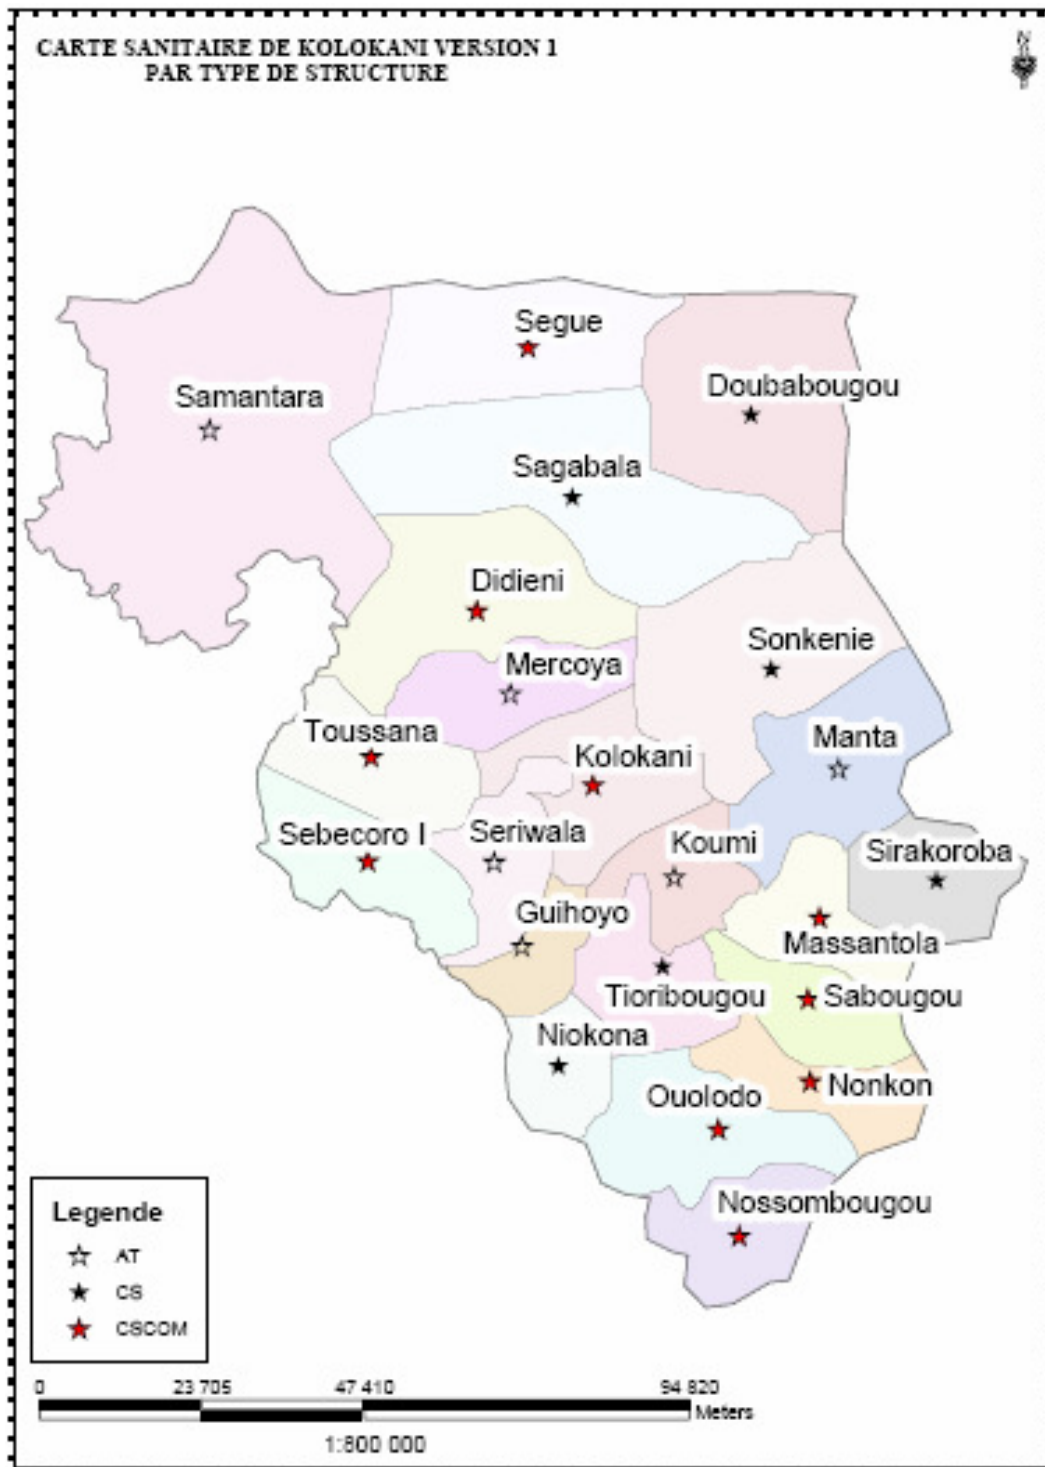 CARTE SANITAIRE DE KOLOKANI VERSION 1
PAR TYPE DE STRUCTURE
N
Segue
Samantara
Doubabougou
Sagabala
Didieni
Sonkenie
Mercoya
Toussana
Manta
Kolokani
Sebecoro I
Seriwala
Koumi
Sirakoroba
Guihoyo
Massantola
Tioribougou
Sabougou
Niokona
Nonkon
Ouolodo
Nossombougou
Legende
AT
CS
CSCOM
0 23 705 47 410 94 820
Meters
1:800 000